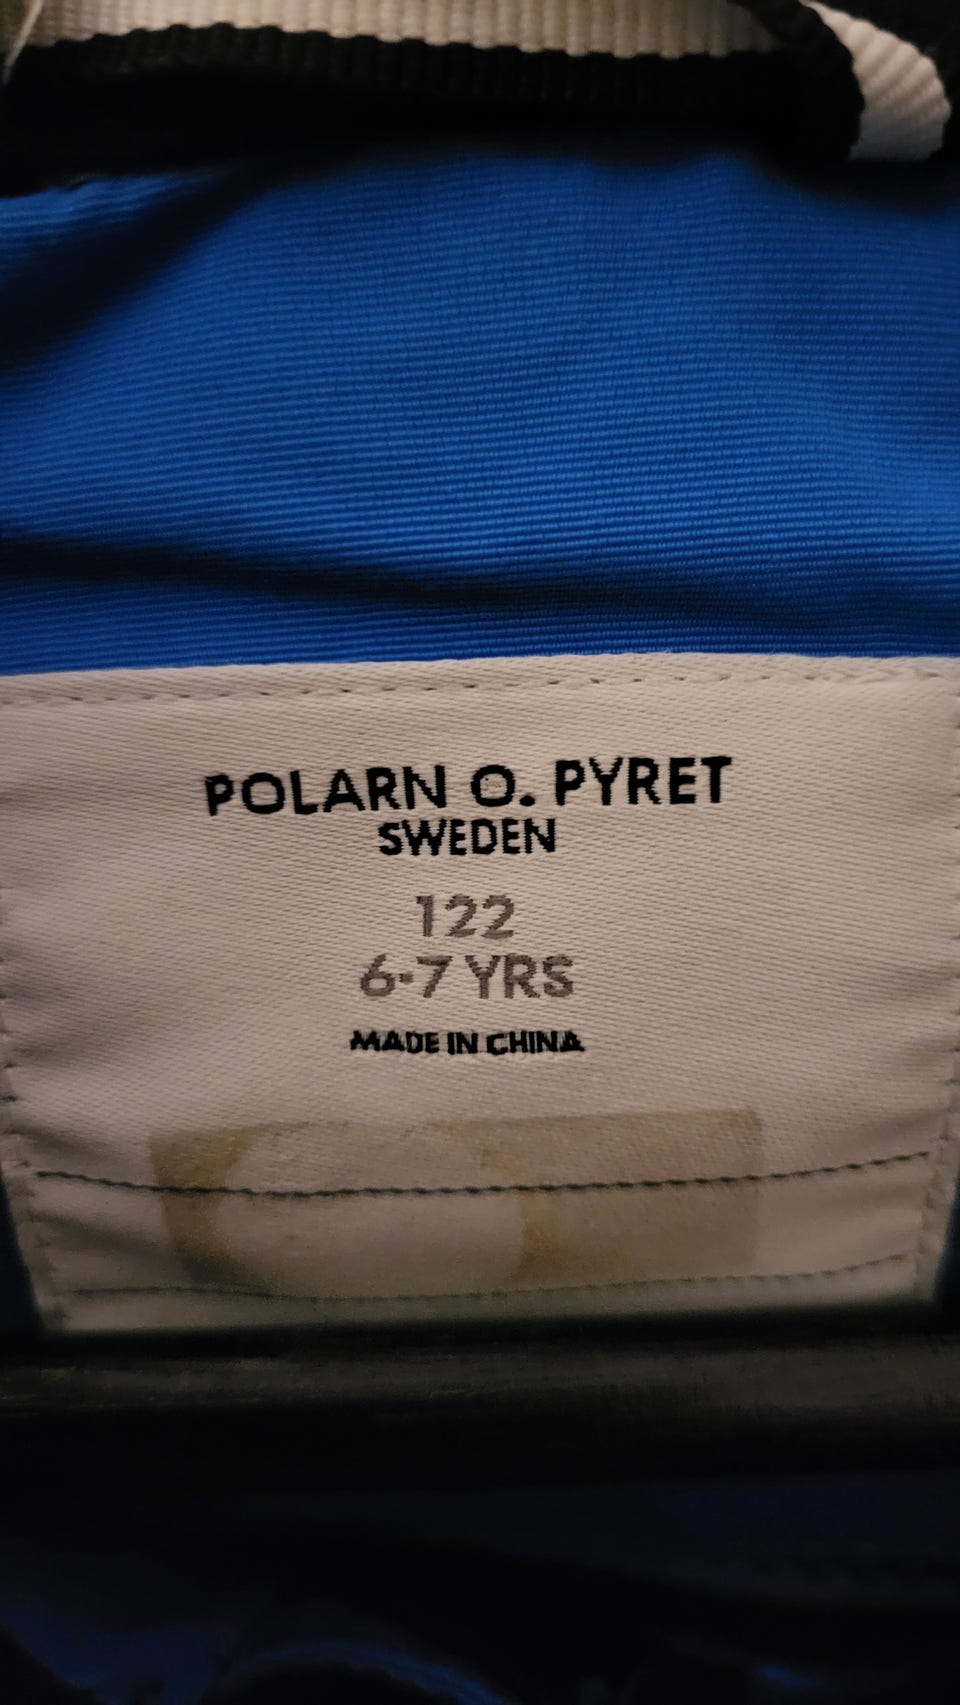 POLARN O. PYRET
SWEDEN
122
6-7 YRS
MADE IN CHINA